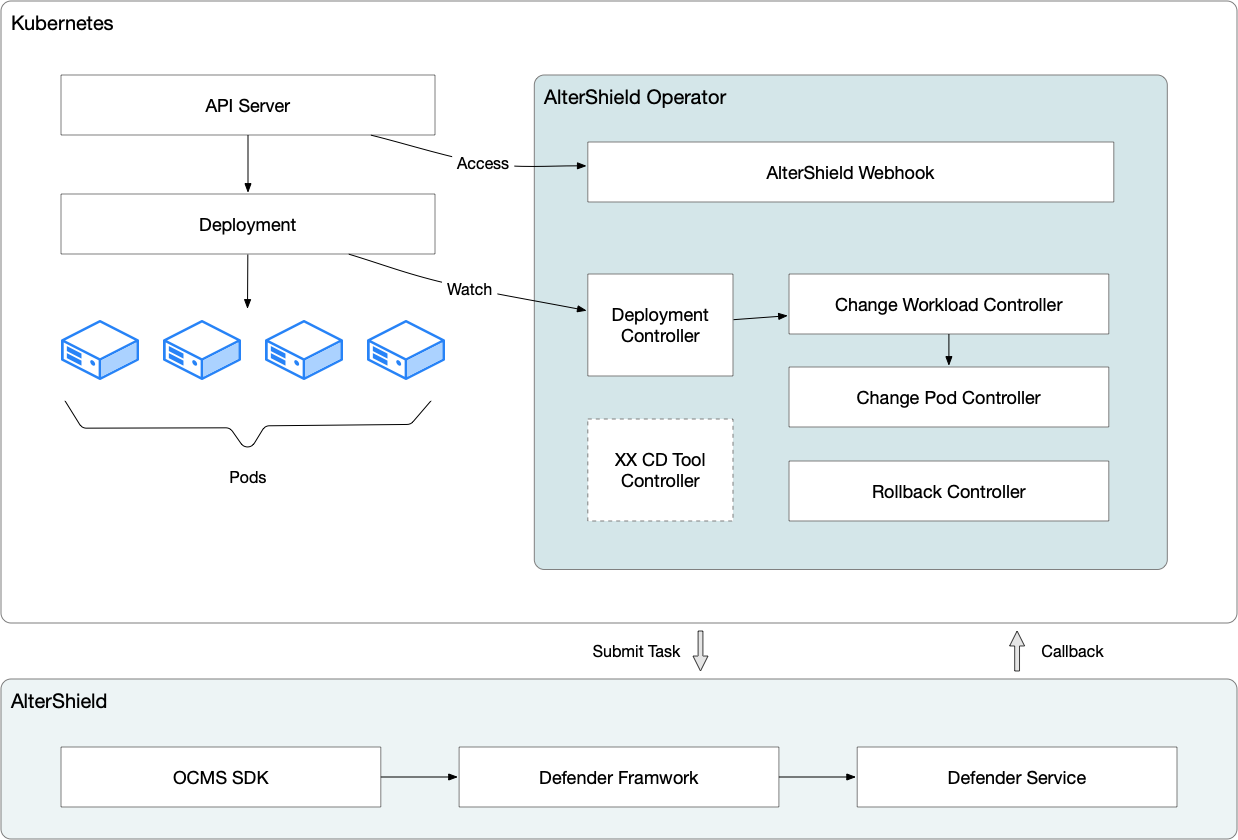 Kubernetes
API Server
AlterShield Operator
Access
AlterShield Webhook
Deployment
Watch
Deployment
Controller
Change Workload Controller
Change Pod Controller
XX CD Tool
Controller
Rollback Controller
Pods
Submit Task
Callback
AlterShield
OCMS SDK
Defender Framwork
Defender Service